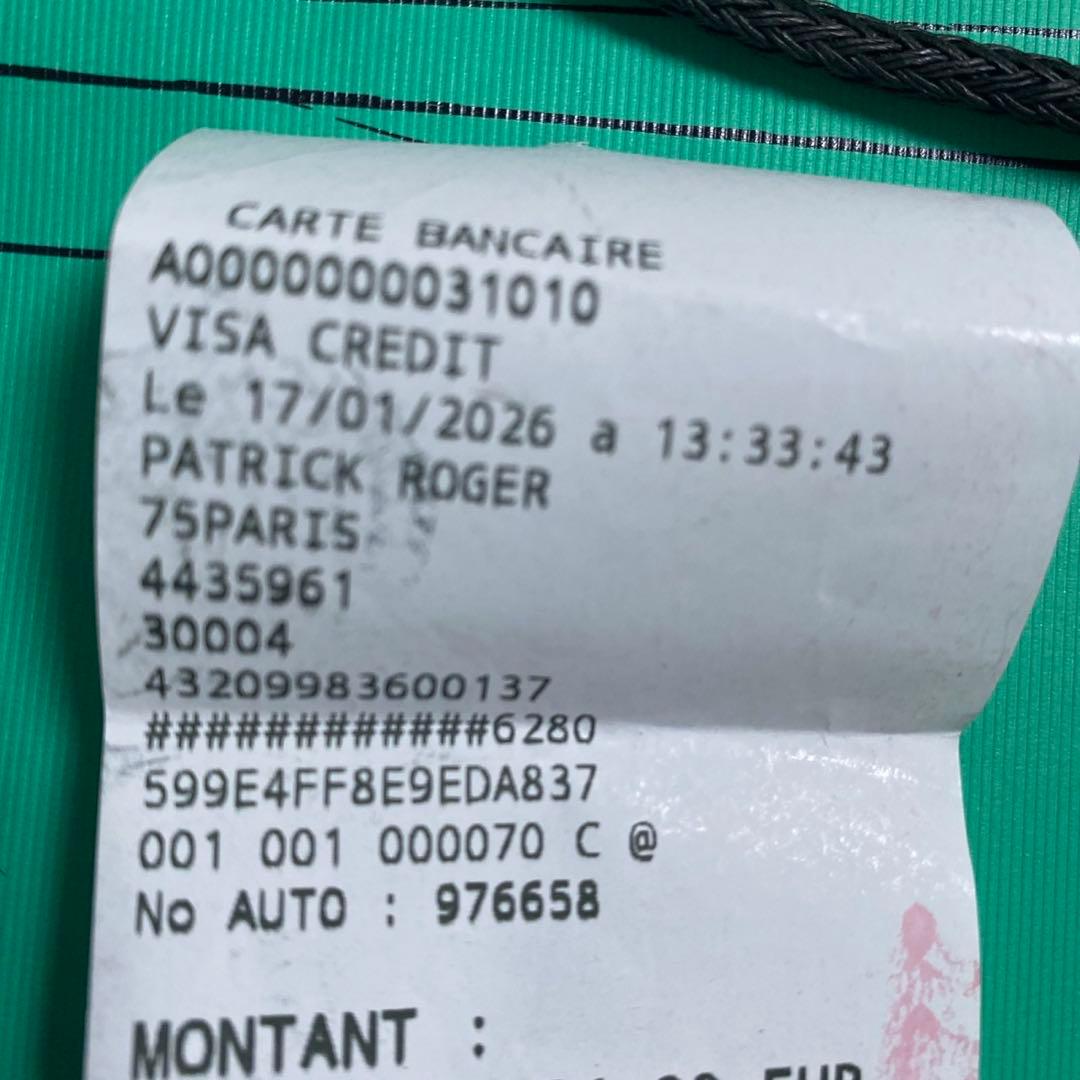 CARTE BANCAIRE
A0000000031010
VISA CREDIT
Le 17/01/2026 a 13:33:43
PATRICK ROGER
75PARIS
4435961
30004
43209983600137
############6280
599E4FF8E9EDA837
001 001 000070 C @
No AUTO : 976658
MONTANT :
EUR